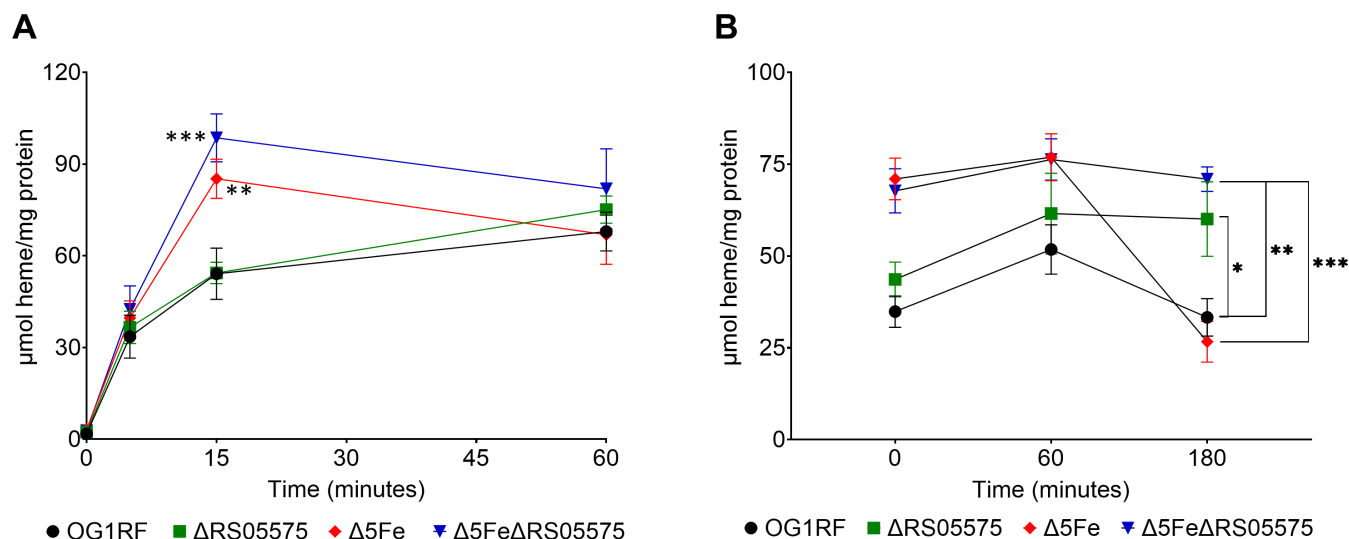 A
µmol heme/mg protein
120
90
60
30
0
***
**
0
15
30
45
60
Time (minutes)
OG1RF
ΔRS05575
Δ5Fe
Δ5FeΔRS05575
B
µmol heme/mg protein
100
75
50
25
0
*
**
***
0
60
180
Time (minutes)
OG1RF
ΔRS05575
Δ5Fe
Δ5FeΔRS05575